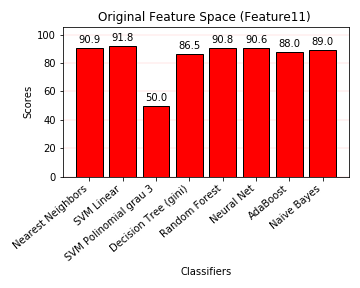 Original Feature Space (Feature11)
100
80
60
40
20
0
Scores
90.9
91.8
50.0
86.5
90.8
90.6
88.0
89.0
Nearest Neighbors
SVM Linear
SVM Polinomial grau 3
Decision Tree (gini)
Random Forest
Neural Net
AdaBoost
Naive Bayes
Classifiers